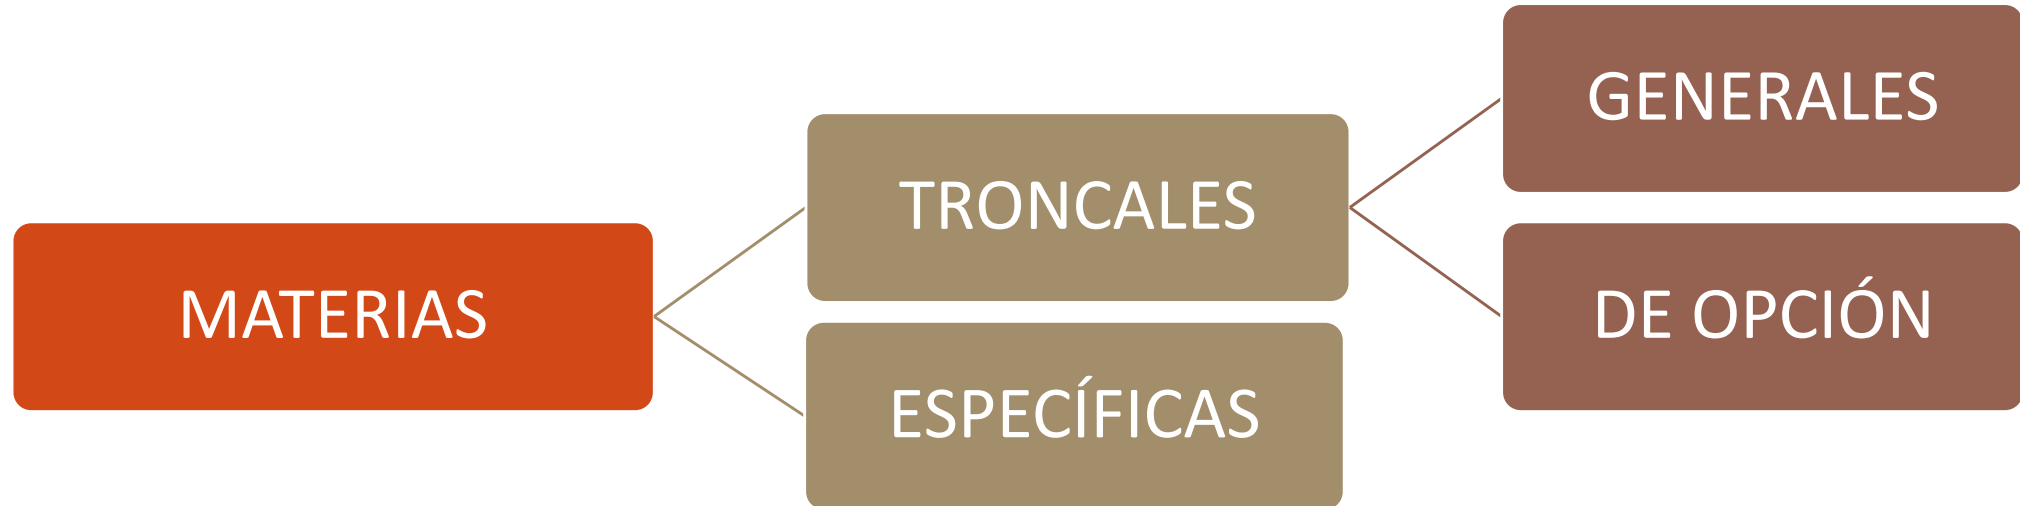 MATERIAS
TRONCALES
ESPECÍFICAS
GENERALES
DE OPCIÓN